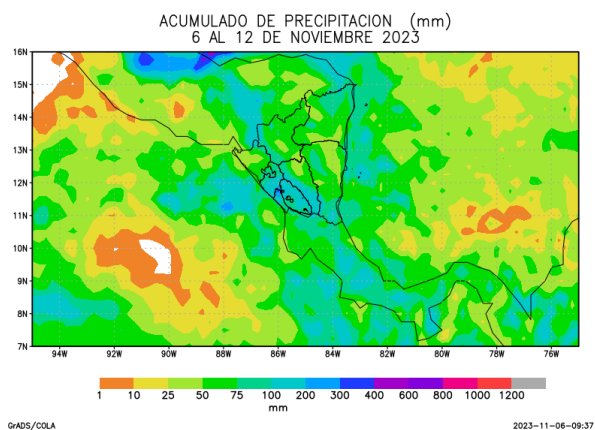 ACUMULADO DE PRECIPITACION (mm)
6 AL 12 DE NOVIEMBRE 2023
16N
15N
14N
13N
12N
11N
10N
9N
8N
7N
94W 92W 90W 88W 86W 84W 82W 80W 78W 76W
1 10 25 50 75 100 200 300 400 600 800 1000 1200
mm
GrADS/COLA 2023-11-06-09:37